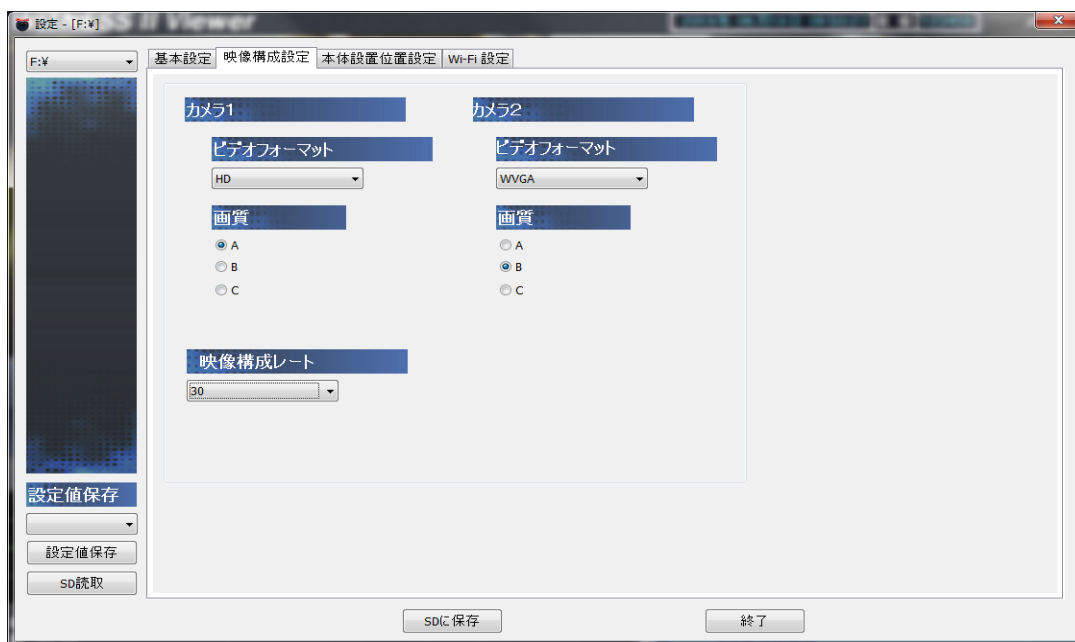 設定 - [F:¥]
SS II Viewer
F:¥
基本設定 映像構成設定 本体設置位置設定 Wi-Fi 設定
カメラ1
カメラ2
ビデオフォーマット
ビデオフォーマット
HD
WVGA
画質
画質
A
A
B
B
C
C
映像構成レート
30
設定値保存
設定値保存
SD読取
SDに保存
終了